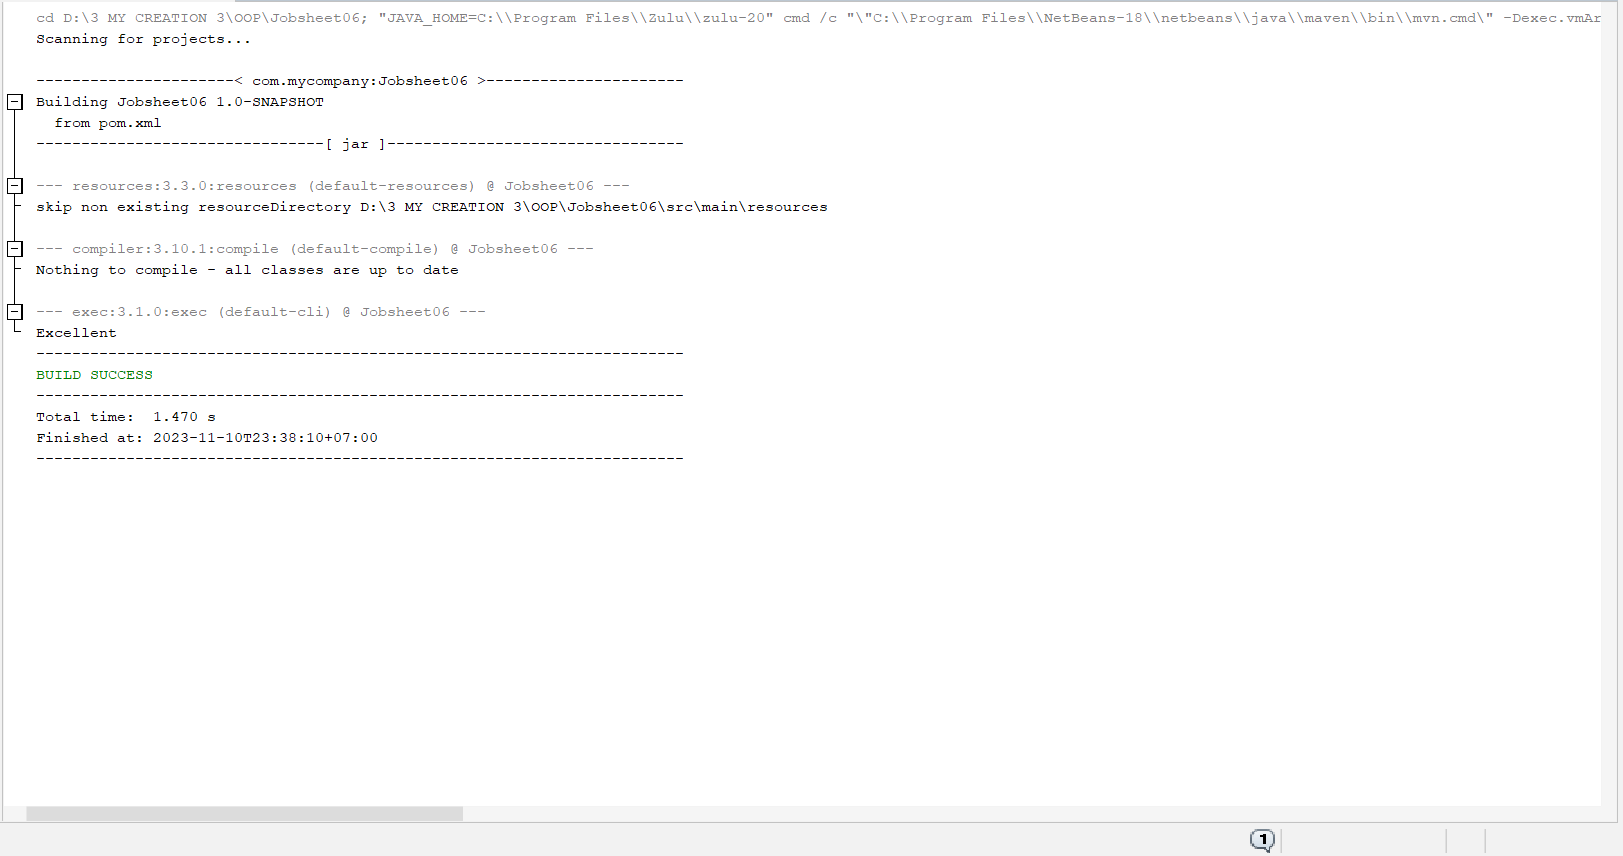 cd D:\3 MY CREATION 3\OOP\Jobsheet06; "JAVA_HOME=C:\\Program Files\\Zulu\\zulu-20" cmd /c "\"C:\\Program Files\\NetBeans-18\\netbeans\\java\\maven\\bin\\mvn.cmd\" -Dexec.vmAr
Scanning for projects...
----------------------< com.mycompany:Jobsheet06 >----------------------
Building Jobsheet06 1.0-SNAPSHOT
  from pom.xml
--------------------------------[ jar ]---------------------------------
--- resources:3.3.0:resources (default-resources) @ Jobsheet06 ---
skip non existing resourceDirectory D:\3 MY CREATION 3\OOP\Jobsheet06\src\main\resources
--- compiler:3.10.1:compile (default-compile) @ Jobsheet06 ---
Nothing to compile - all classes are up to date
--- exec:3.1.0:exec (default-cli) @ Jobsheet06 ---
Excellent
------------------------------------------------------------------------
BUILD SUCCESS
------------------------------------------------------------------------
Total time:  1.470 s
Finished at: 2023-11-10T23:38:10+07:00
------------------------------------------------------------------------
1